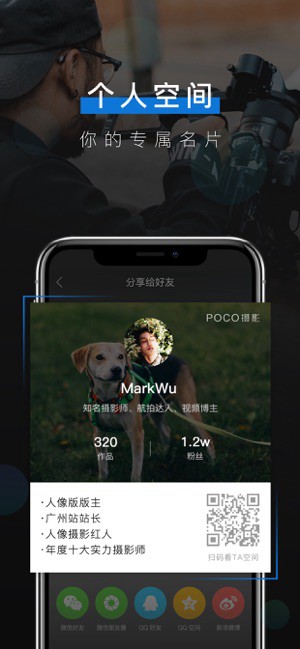 个人空间
你的专属名片
分享给好友
POCO摄影
MarkWu
知名摄影师、航拍达人、视频博主
320
作品
1.2w
粉丝
·人像版版主
·广州站站长
·人像摄影红人
·年度十大实力摄影师
扫码看TA空间
微信好友
微信朋友圈
QQ 好友
QQ 空间
新浪微博